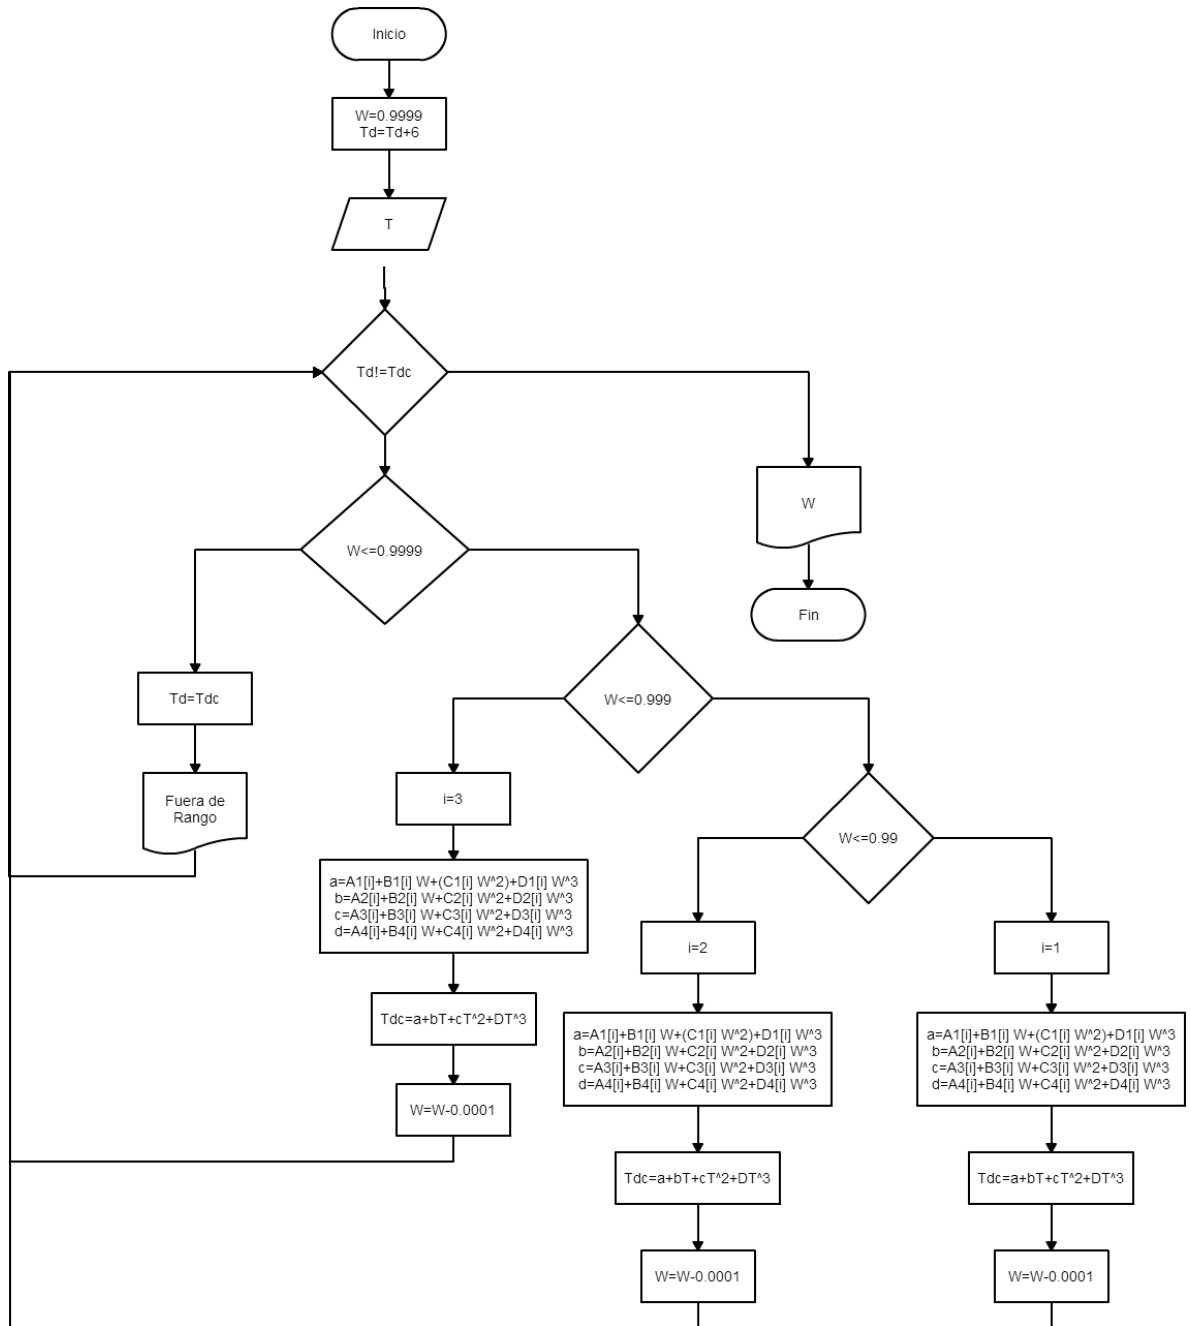 Inicio
W=0.9999
Td=Td+6
T
Td!=Tdc
W<=0.9999
W
Fin
Td=Tdc
Fuera de
Rango
W<=0.999
i=3
a=A1[i]+B1[i] W+(C1[i] W^2)+D1[i] W^3
b=A2[i]+B2[i] W+C2[i] W^2+D2[i] W^3
c=A3[i]+B3[i] W+C3[i] W^2+D3[i] W^3
d=A4[i]+B4[i] W+C4[i] W^2+D4[i] W^3
Tdc=a+bT+cT^2+DT^3
W=W-0.0001
W<=0.99
i=2
a=A1[i]+B1[i] W+(C1[i] W^2)+D1[i] W^3
b=A2[i]+B2[i] W+C2[i] W^2+D2[i] W^3
c=A3[i]+B3[i] W+C3[i] W^2+D3[i] W^3
d=A4[i]+B4[i] W+C4[i] W^2+D4[i] W^3
Tdc=a+bT+cT^2+DT^3
W=W-0.0001
i=1
a=A1[i]+B1[i] W+(C1[i] W^2)+D1[i] W^3
b=A2[i]+B2[i] W+C2[i] W^2+D2[i] W^3
c=A3[i]+B3[i] W+C3[i] W^2+D3[i] W^3
d=A4[i]+B4[i] W+C4[i] W^2+D4[i] W^3
Tdc=a+bT+cT^2+DT^3
W=W-0.0001